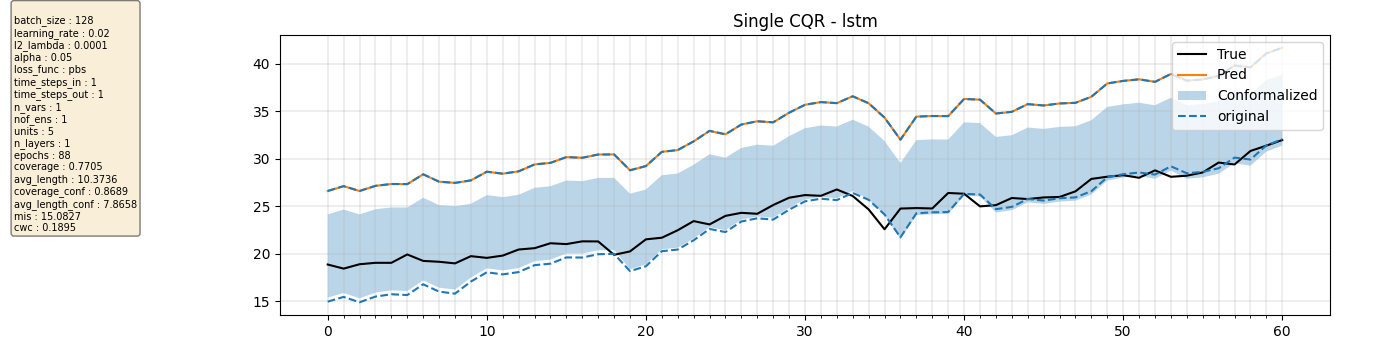 batch_size : 128
learning_rate : 0.02
l2_lambda : 0.0001
alpha : 0.05
loss_func : pbs
time_steps_in : 1
time_steps_out : 1
n_vars : 1
nof_ens : 1
units : 5
n_layers : 1
epochs : 88
coverage : 0.7705
avg_length : 10.3736
coverage_conf : 0.8689
avg_length_conf : 7.8658
mis : 15.0827
cwc : 0.1895
Single CQR - lstm
True
Pred
Conformalized
original
40
35
30
25
20
15
0 10 20 30 40 50 60